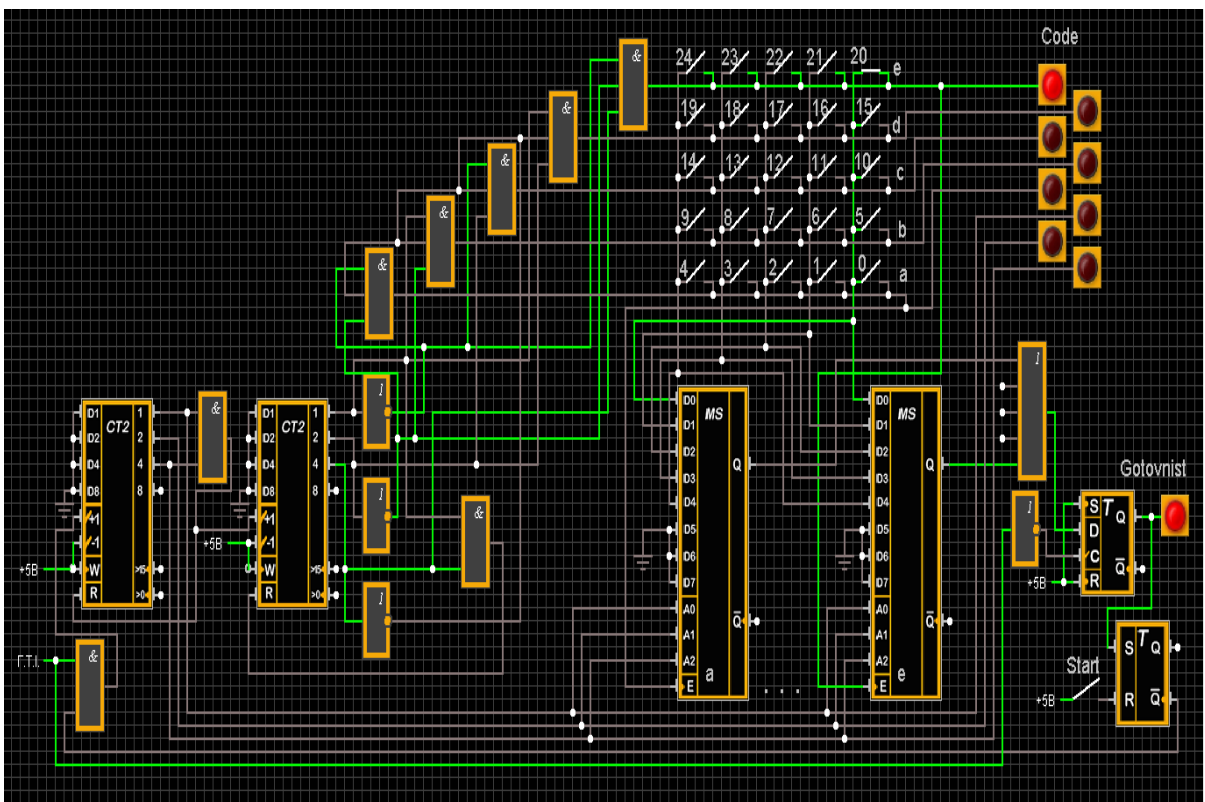 Code
24 23 22 21 20 e
19 18 17 16 15 d
14 13 12 11 10 c
9 8 7 6 5 b
4 3 2 1 0 a
&
&
&
&
&
1
1
1
&
&
&
1
1
D1 CT2 1
D2 2
D4 4
D8 8
+1
-1
W >15
R >0
+5В
D1 CT2 1
D2 2
D4 4
D8 8
+1
-1
W >15
R >0
+5В
Г.Т.І.
D0 MS
D1
D2
D3 Q
D4
D5
D6
D7
A0 Q̅
A1
A2 a
E
. . .
D0 MS
D1
D2
D3 Q
D4
D5
D6
D7
A0 Q̅
A1
A2 e
E
Gotovnist
S T Q
D
C Q̅
R
+5В
S T Q
R Q̅
Start
+5В